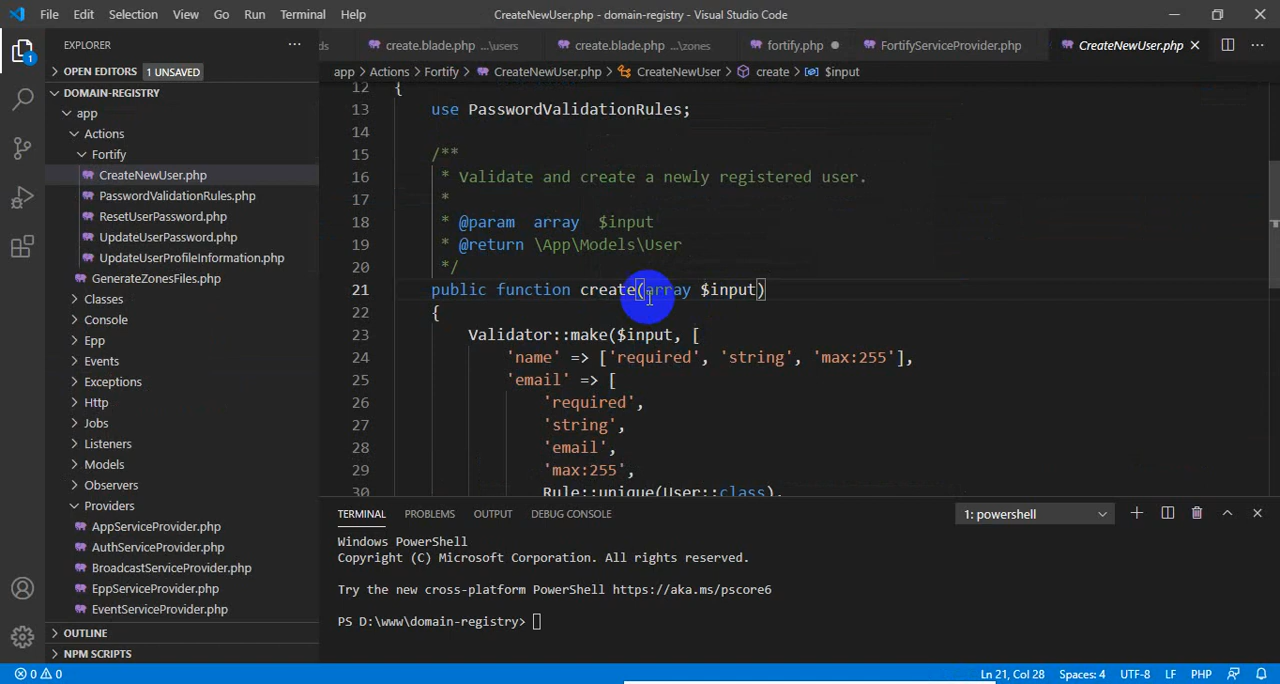 File Edit Selection View Go Run Terminal Help CreateNewUser.php - domain-registry - Visual Studio Code
EXPLORER ds create.blade.php ...\users create.blade.php ...\zones fortify.php FortifyServiceProvider.php CreateNewUser.php
OPEN EDITORS 1 UNSAVED
app > Actions > Fortify > CreateNewUser.php > CreateNewUser > create > $input
DOMAIN-REGISTRY
app
Actions
Fortify
CreateNewUser.php
PasswordValidationRules.php
ResetUserPassword.php
UpdateUserPassword.php
UpdateUserProfileInformation.php
GenerateZonesFiles.php
Classes
Console
Epp
Events
Exceptions
Http
Jobs
Listeners
Models
Observers
Providers
AppServiceProvider.php
AuthServiceProvider.php
BroadcastServiceProvider.php
EppServiceProvider.php
EventServiceProvider.php
OUTLINE
NPM SCRIPTS
12 {
13 use PasswordValidationRules;
14
15 /**
16 * Validate and create a newly registered user.
17 *
18 * @param array $input
19 * @return \App\Models\User
20 */
21 public function create(array $input)
22 {
23 Validator::make($input, [
24 'name' => ['required', 'string', 'max:255'],
25 'email' => [
26 'required',
27 'string',
28 'email',
29 'max:255',
30 Rule::unique(User::class),
TERMINAL PROBLEMS OUTPUT DEBUG CONSOLE 1: powershell
Windows PowerShell
Copyright (C) Microsoft Corporation. All rights reserved.
Try the new cross-platform PowerShell https://aka.ms/pscore6
PS D:\www\domain-registry>
0 0 Ln 21, Col 28 Spaces: 4 UTF-8 LF PHP